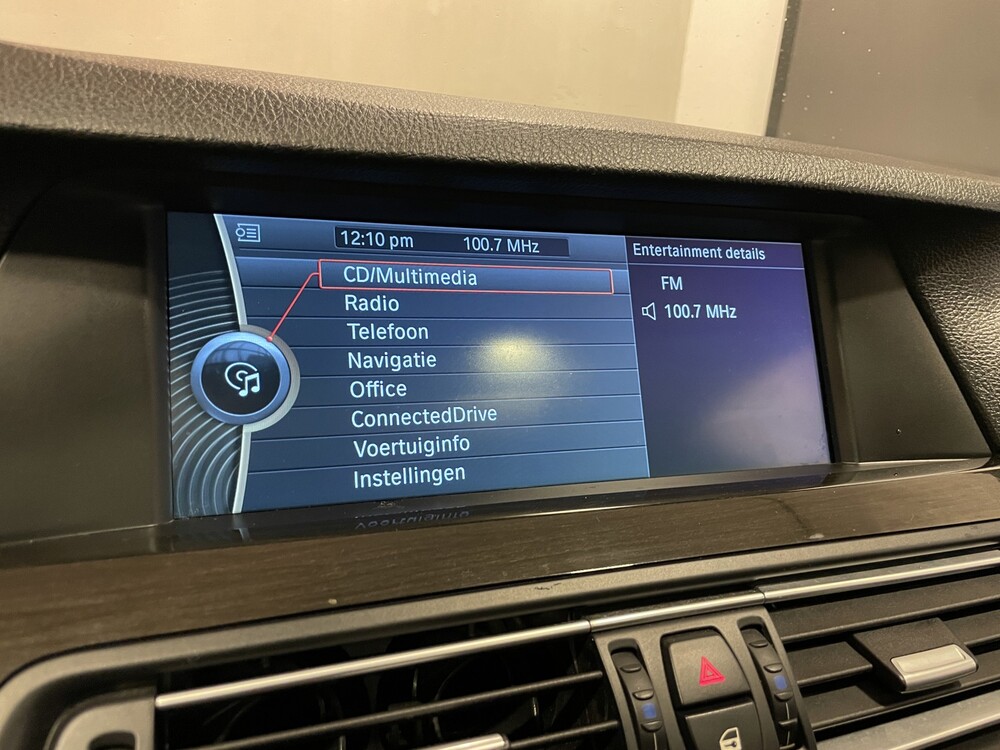 12:10 pm 100.7 MHz
Entertainment details
CD/Multimedia
Radio
Telefoon
Navigatie
Office
ConnectedDrive
Voertuiginfo
Instellingen
FM
100.7 MHz